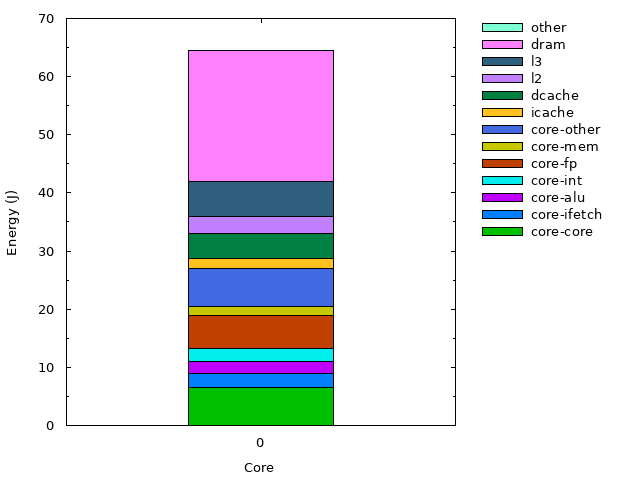 70
60
50
40
30
20
10
0
Energy (J)
0
Core
other
dram
l3
l2
dcache
icache
core-other
core-mem
core-fp
core-int
core-alu
core-ifetch
core-core